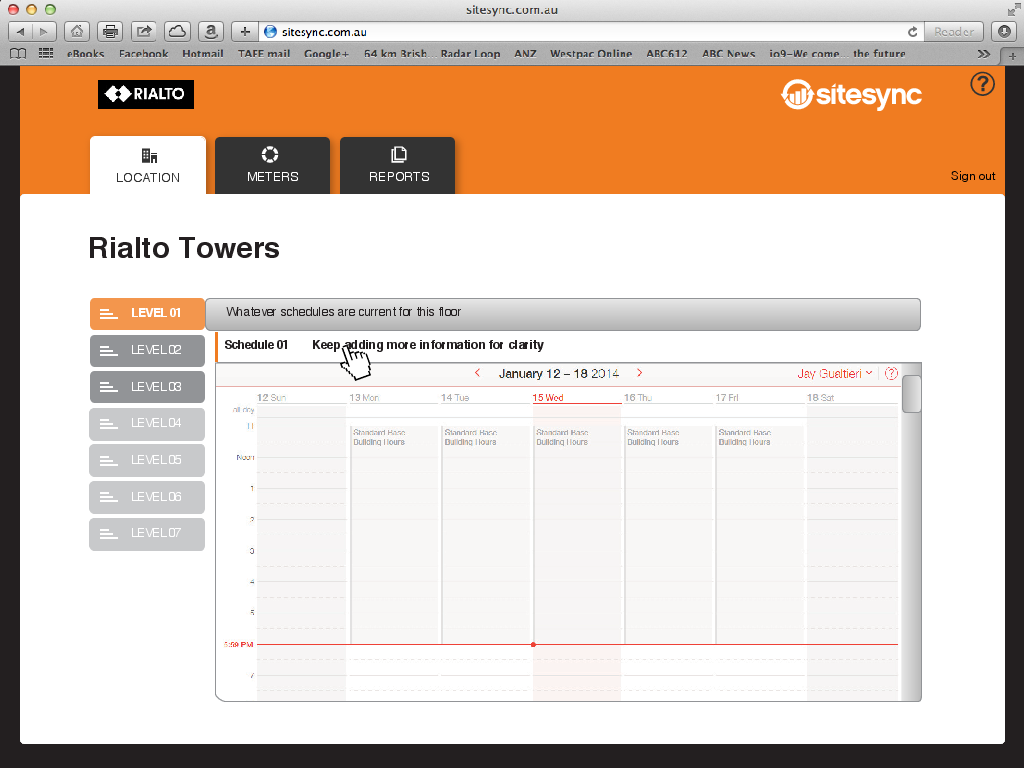 sitesync.com.au
sitesync.com.au
Reader
eBooks Facebook Hotmail TAFE mail Google+ 64 km Brisb... Radar Loop ANZ Westpac Online ABC612 ABC News io9-We come... the future
RIALTO
sitesync
?
LOCATION METERS REPORTS
Sign out
Rialto Towers
LEVEL 01
Whatever schedules are current for this floor
Schedule 01 Keep adding more information for clarity
LEVEL 02
LEVEL 03
LEVEL 04
LEVEL 05
LEVEL 06
LEVEL 07
January 12 – 18 2014
Jay Gualtieri
?
12 Sun 13 Mon 14 Tue 15 Wed 16 Thu 17 Fri 18 Sat
all day
11
Standard Base Building Hours
Standard Base Building Hours
Standard Base Building Hours
Standard Base Building Hours
Standard Base Building Hours
Noon
1
2
3
4
5
5:59 PM
7